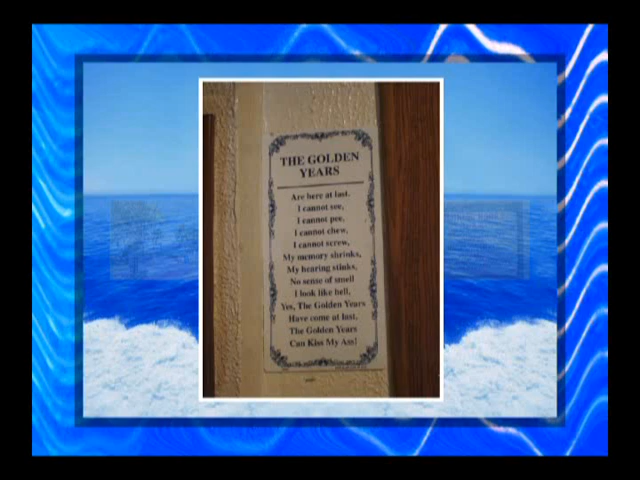 THE GOLDEN
YEARS
Are here at last.
I cannot see,
I cannot pee,
I cannot chew,
I cannot screw,
My memory shrinks,
My hearing stinks,
No sense of smell
I look like hell,
Yes, The Golden Years
Have come at last,
The Golden Years
Can Kiss My Ass!